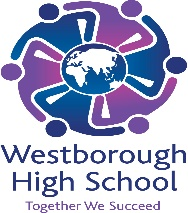 Westborough
High School
Together We Succeed